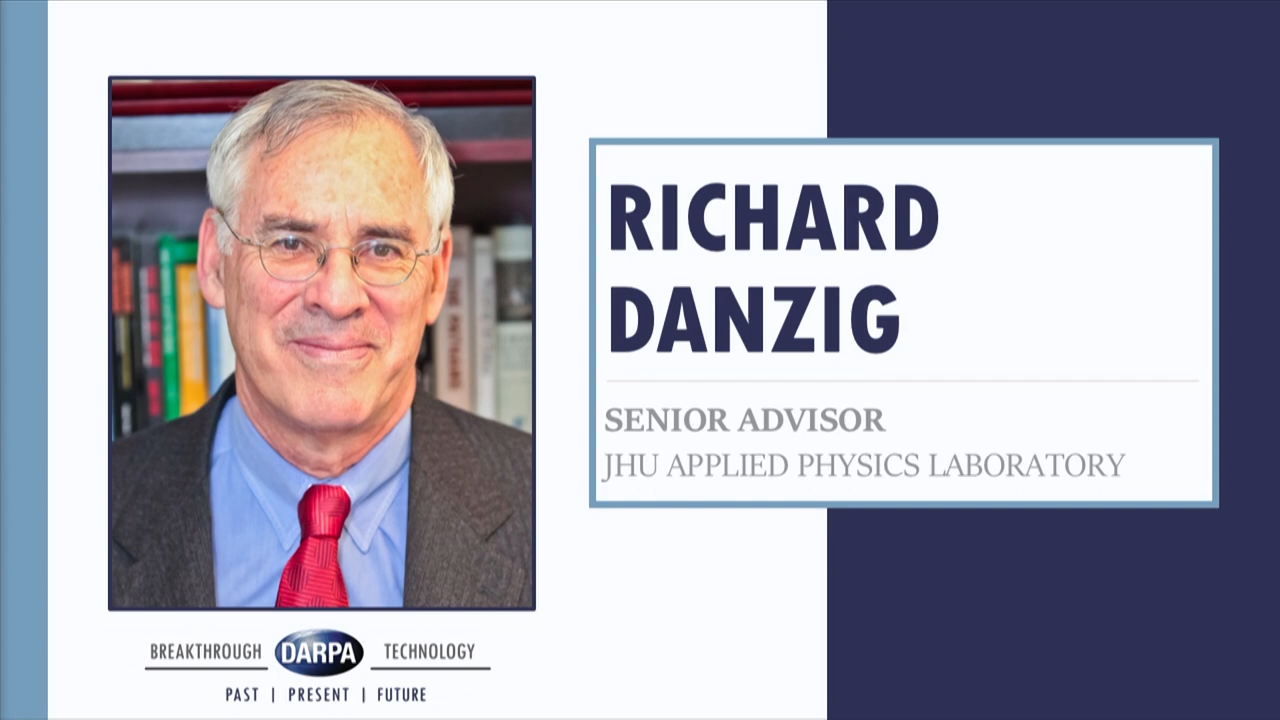 RICHARD
DANZIG
SENIOR ADVISOR
JHU APPLIED PHYSICS LABORATORY
BREAKTHROUGH DARPA TECHNOLOGY
PAST | PRESENT | FUTURE